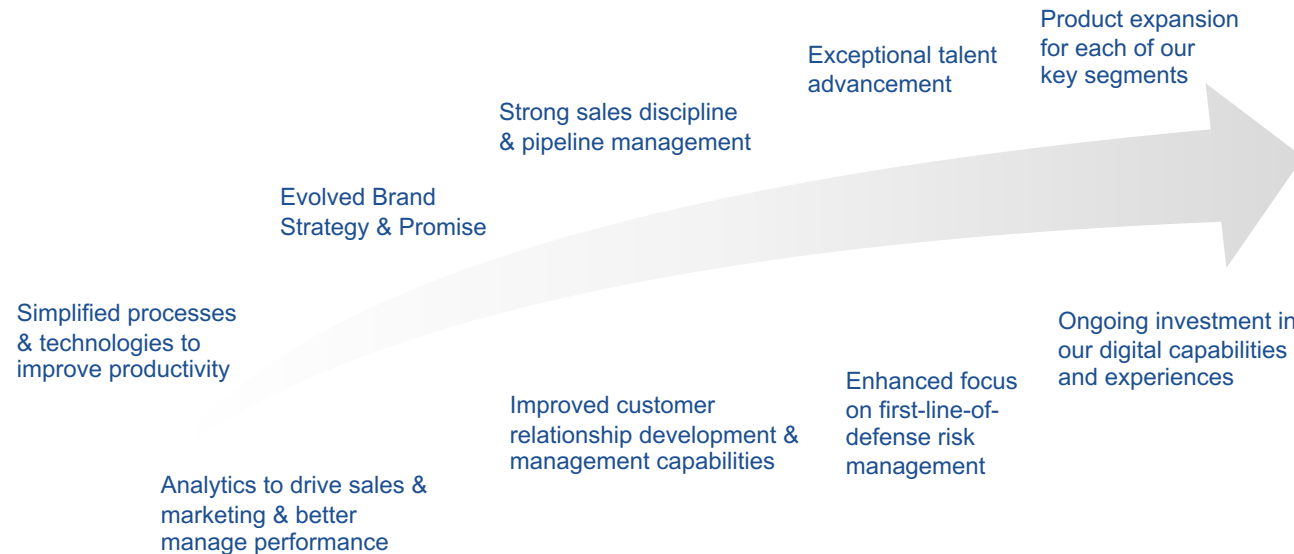 Product expansion
for each of our
key segments
Exceptional talent
advancement
Strong sales discipline
& pipeline management
Evolved Brand
Strategy & Promise
Simplified processes
& technologies to
improve productivity
Ongoing investment in
our digital capabilities
and experiences
Enhanced focus
on first-line-of-
defense risk
management
Improved customer
relationship development &
management capabilities
Analytics to drive sales &
marketing & better
manage performance